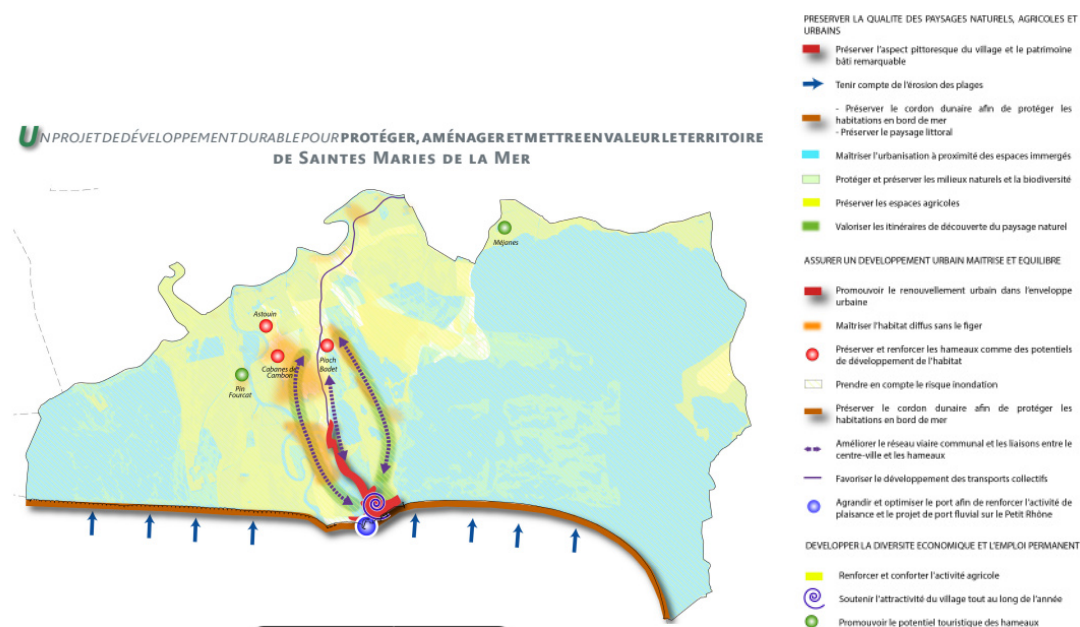 UN PROJET DE DÉVELOPPEMENT DURABLE POUR PROTÉGER, AMÉNAGER ET METTRE EN VALEUR LE TERRITOIRE
DE SAINTES MARIES DE LA MER
Méjanes
Astouin
Cabanes de
Cambon
Pioch
Badet
Pin
Fourcat
PRESERVER LA QUALITE DES PAYSAGES NATURELS, AGRICOLES ET
URBAINS
Préserver l'aspect pittoresque du village et le patrimoine
bâti remarquable
Tenir compte de l'érosion des plages
- Préserver le cordon dunaire afin de protéger les
habitations en bord de mer
- Préserver le paysage littoral
Maîtriser l'urbanisation à proximité des espaces immergés
Protéger et préserver les milieux naturels et la biodiversité
Préserver les espaces agricoles
Valoriser les itinéraires de découverte du paysage naturel
ASSURER UN DEVELOPPEMENT URBAIN MAITRISE ET EQUILIBRE
Promouvoir le renouvellement urbain dans l'enveloppe
urbaine
Maîtriser l'habitat diffus sans le figer
Préserver et renforcer les hameaux comme des potentiels
de développement de l'habitat
Prendre en compte le risque inondation
Préserver le cordon dunaire afin de protéger les
habitations en bord de mer
Améliorer le réseau viaire communal et les liaisons entre le
centre-ville et les hameaux
Favoriser le développement des transports collectifs
Agrandir et optimiser le port afin de renforcer l'activité de
plaisance et le projet de port fluvial sur le Petit Rhône
DEVELOPPER LA DIVERSITE ECONOMIQUE ET L'EMPLOI PERMANENT
Renforcer et conforter l'activité agricole
Soutenir l'attractivité du village tout au long de l'année
Promouvoir le potentiel touristique des hameaux